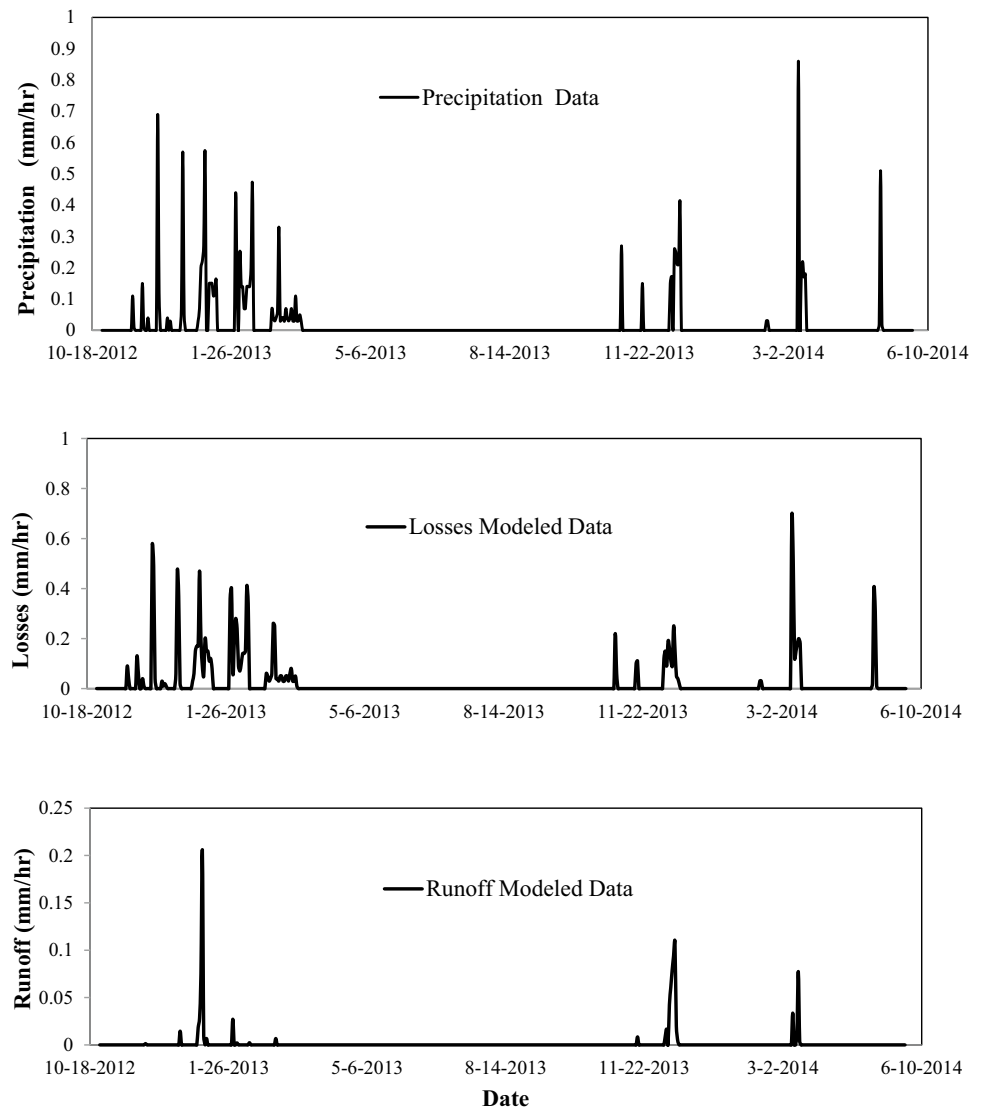 1
0.9
0.8
0.7
0.6
0.5
0.4
0.3
0.2
0.1
0
Precipitation (mm/hr)
Precipitation Data
10-18-2012 1-26-2013 5-6-2013 8-14-2013 11-22-2013 3-2-2014 6-10-2014
1
0.8
0.6
0.4
0.2
0
Losses (mm/hr)
Losses Modeled Data
10-18-2012 1-26-2013 5-6-2013 8-14-2013 11-22-2013 3-2-2014 6-10-2014
0.25
0.2
0.15
0.1
0.05
0
Runoff (mm/hr)
Runoff Modeled Data
10-18-2012 1-26-2013 5-6-2013 8-14-2013 11-22-2013 3-2-2014 6-10-2014
Date